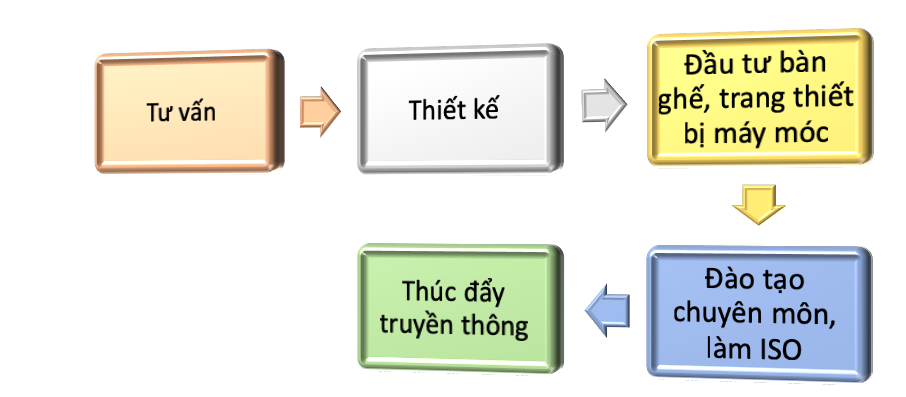 Tư vấn
Thiết kế
Đầu tư bàn
ghế, trang thiết
bị máy móc
Đào tạo
chuyên môn,
làm ISO
Thúc đẩy
truyền thông